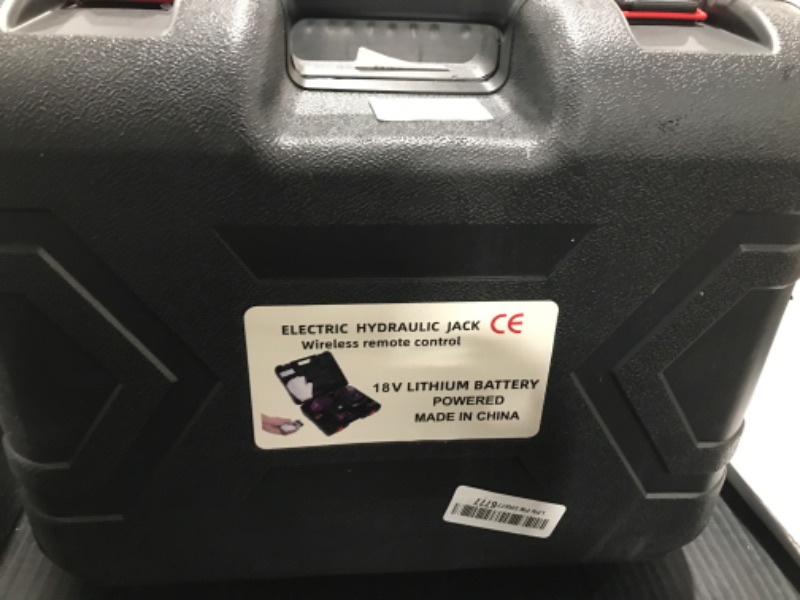 ELECTRIC HYDRAULIC JACK CE
Wireless remote control
18V LITHIUM BATTERY
POWERED
MADE IN CHINA